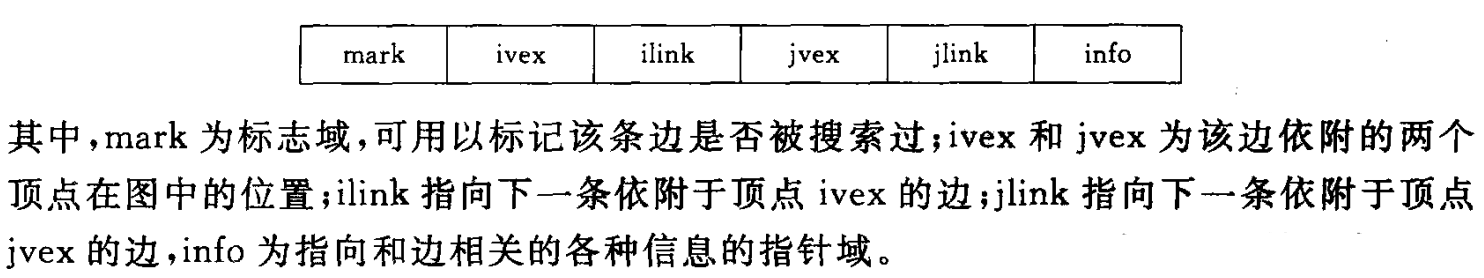 mark ivex ilink jvex jlink info
其中,mark 为标志域,可用以标记该条边是否被搜索过;ivex 和 jvex 为该边依附的两个
顶点在图中的位置;ilink 指向下一条依附于顶点 ivex 的边;jlink 指向下一条依附于顶点
jvex 的边,info 为指向和边相关的各种信息的指针域。